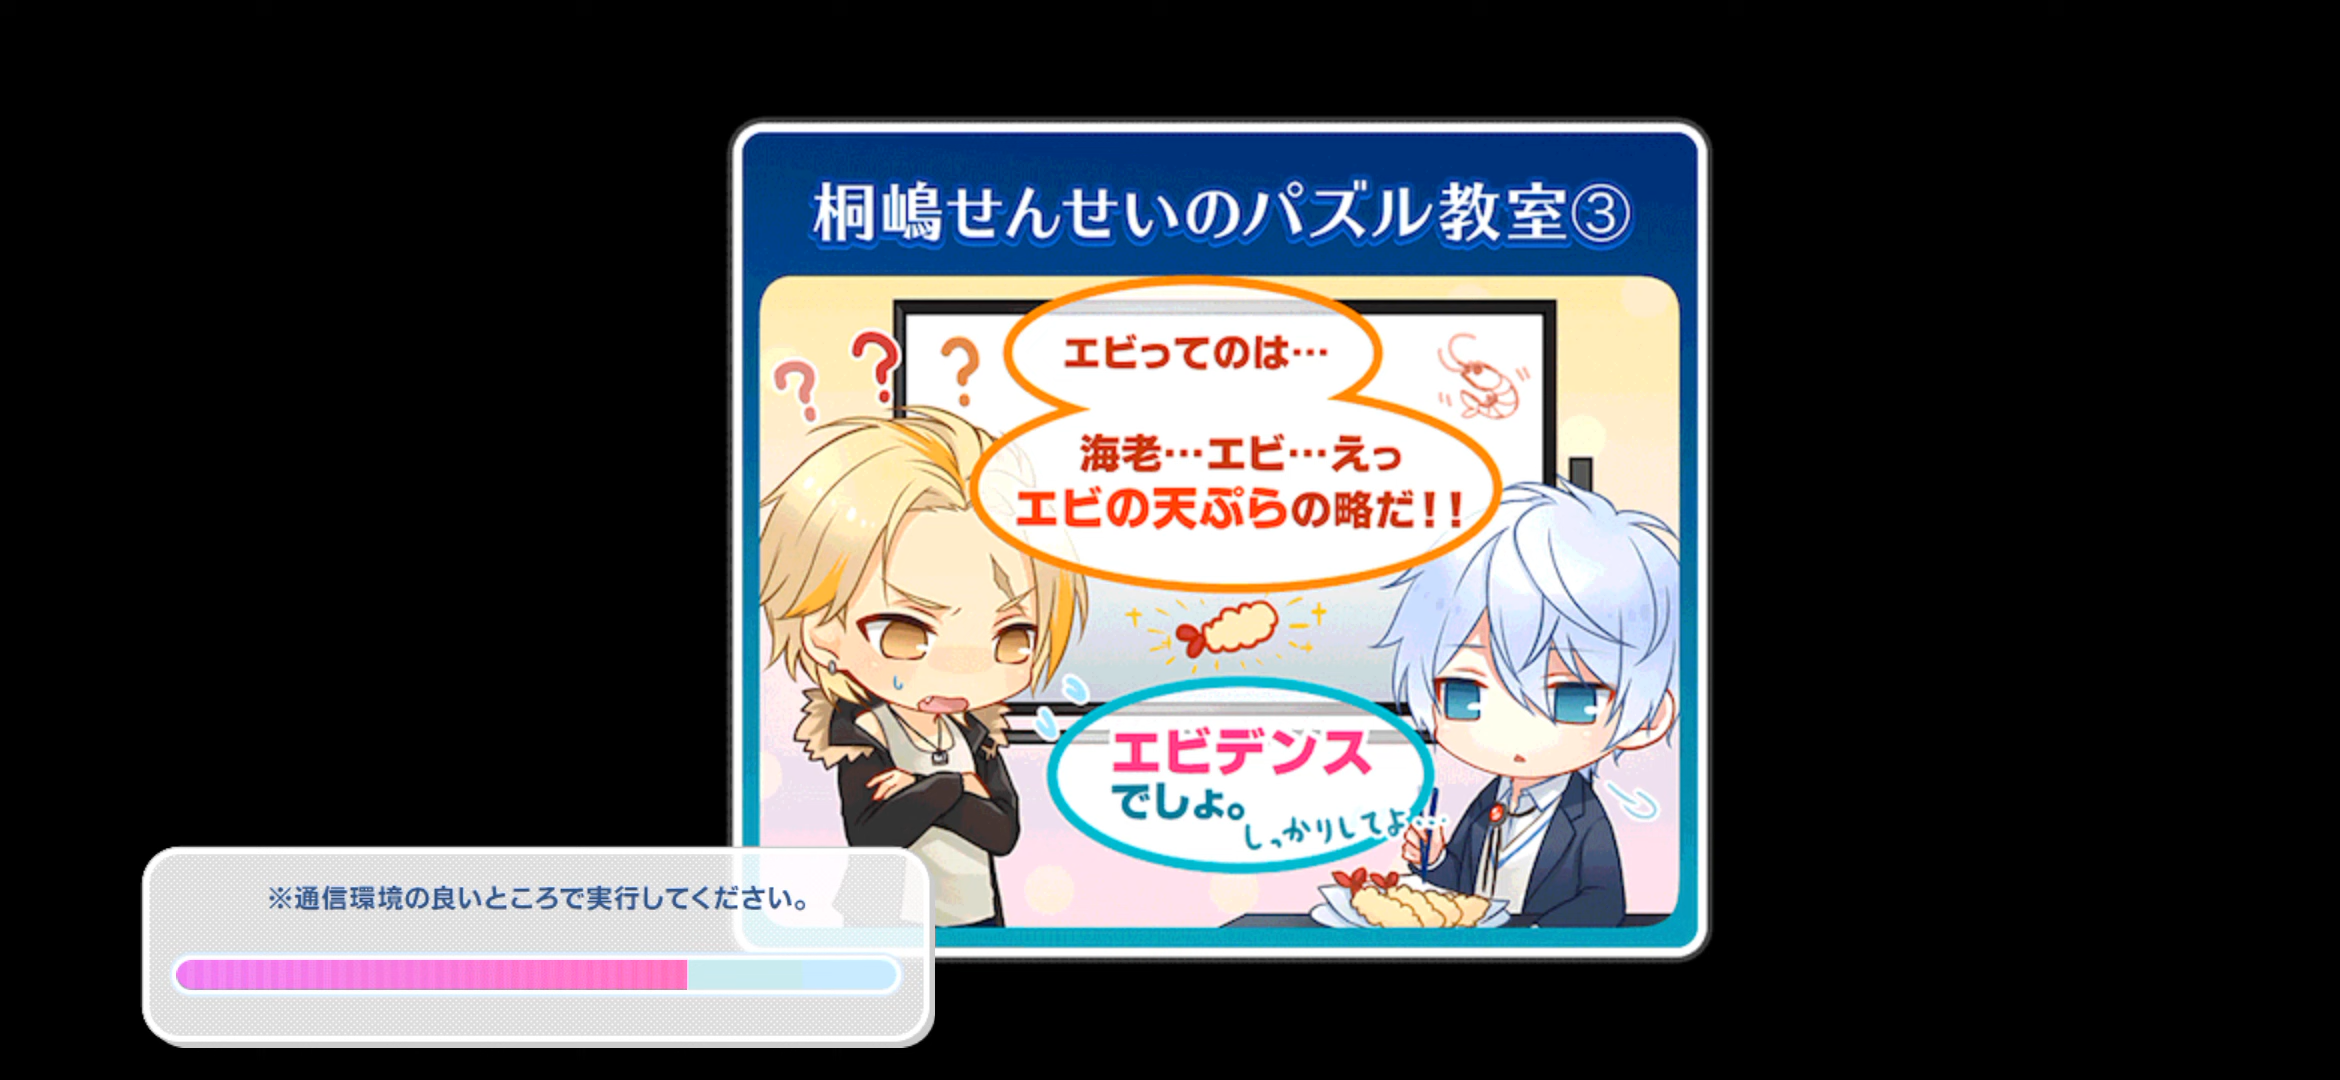 桐嶋せんせいのパズル教室③
? ? ?
エビってのは…
海老…エビ…えっ
エビの天ぷらの略だ!!
エビデンス
でしょ。
しっかりしてよ…
※通信環境の良いところで実行してください。